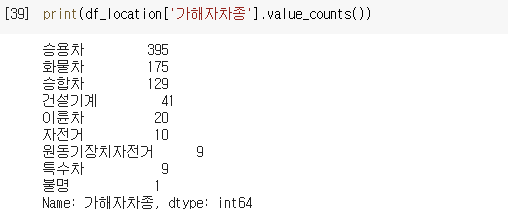 [39] print(df_location['가해자차종'].value_counts())
승용차 395
화물차 175
승합차 129
건설기계 41
이륜차 20
자전거 10
원동기장치자전거 9
특수차 9
불명 1
Name: 가해자차종, dtype: int64